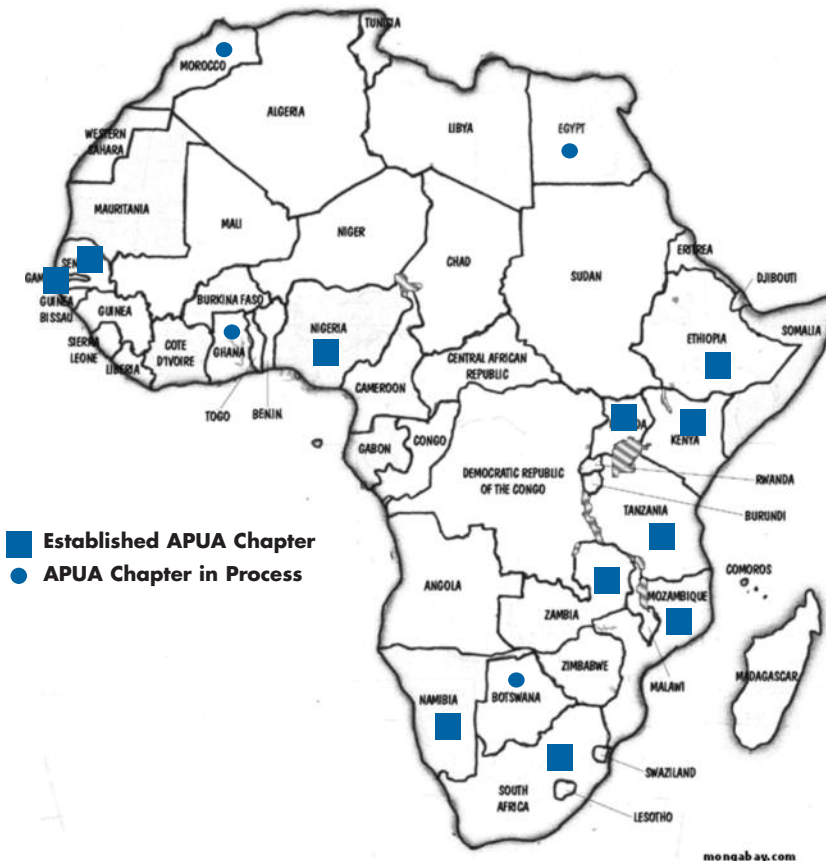 TUNISIA
MOROCCO
ALGERIA
LIBYA
EGYPT
WESTERN
SAHARA
MAURITANIA
MALI
NIGER
CHAD
SUDAN
ERITREA
DJIBOUTI
SEN
GAM
GUINEA
BISSAU
GUINEA
BURKINA FASO
NIGERIA
ETHIOPIA
SOMALIA
SIERRA
LEONE
LIBERIA
COTE
D'IVOIRE
GHANA
TOGO
BENIN
CAMEROON
CENTRAL AFRICAN
REPUBLIC
DA
KENYA
GABON
CONGO
DEMOCRATIC REPUBLIC
OF THE CONGO
RWANDA
BURUNDI
TANZANIA
Established APUA Chapter
APUA Chapter in Process
COMOROS
ANGOLA
ZAMBIA
MOZAMBIQUE
MALAWI
ZIMBABWE
MADAGASCAR
NAMIBIA
BOTSWANA
SWAZILAND
SOUTH
AFRICA
LESOTHO
mongabay.com